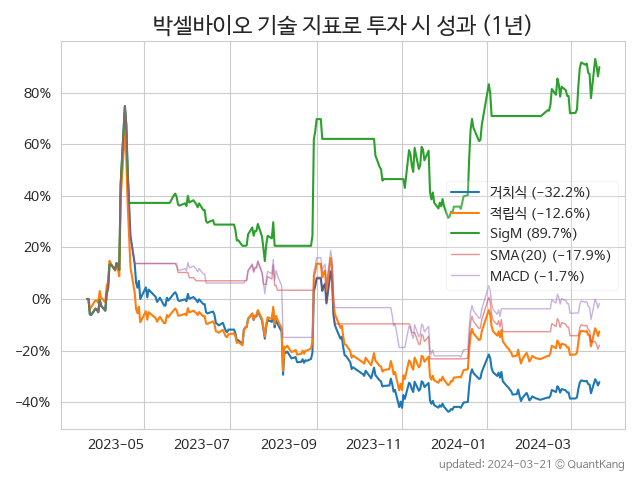 박셀바이오 기술 지표로 투자 시 성과 (1년)
80%
60%
40%
20%
0%
−20%
−40%
거치식 (−32.2%)
적립식 (−12.6%)
SigM (89.7%)
SMA(20) (−17.9%)
MACD (−1.7%)
2023−05 2023−07 2023−09 2023−11 2024−01 2024−03
updated: 2024−03−21 © QuantKang